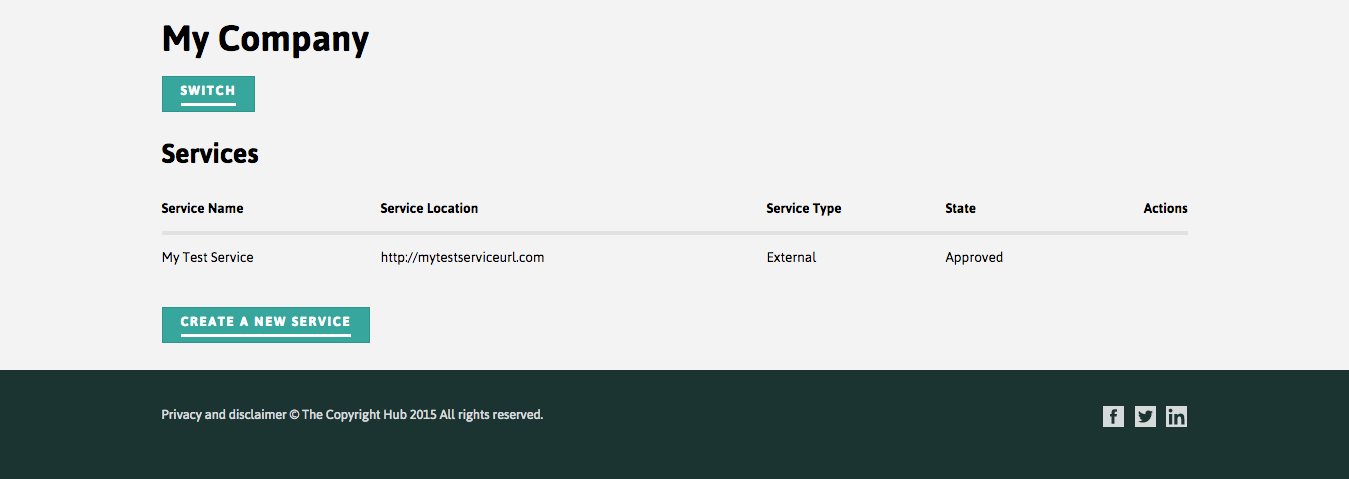 My Company
SWITCH
Services
Service Name Service Location Service Type State Actions
My Test Service http://mytestserviceurl.com External Approved
CREATE A NEW SERVICE
Privacy and disclaimer © The Copyright Hub 2015 All rights reserved.